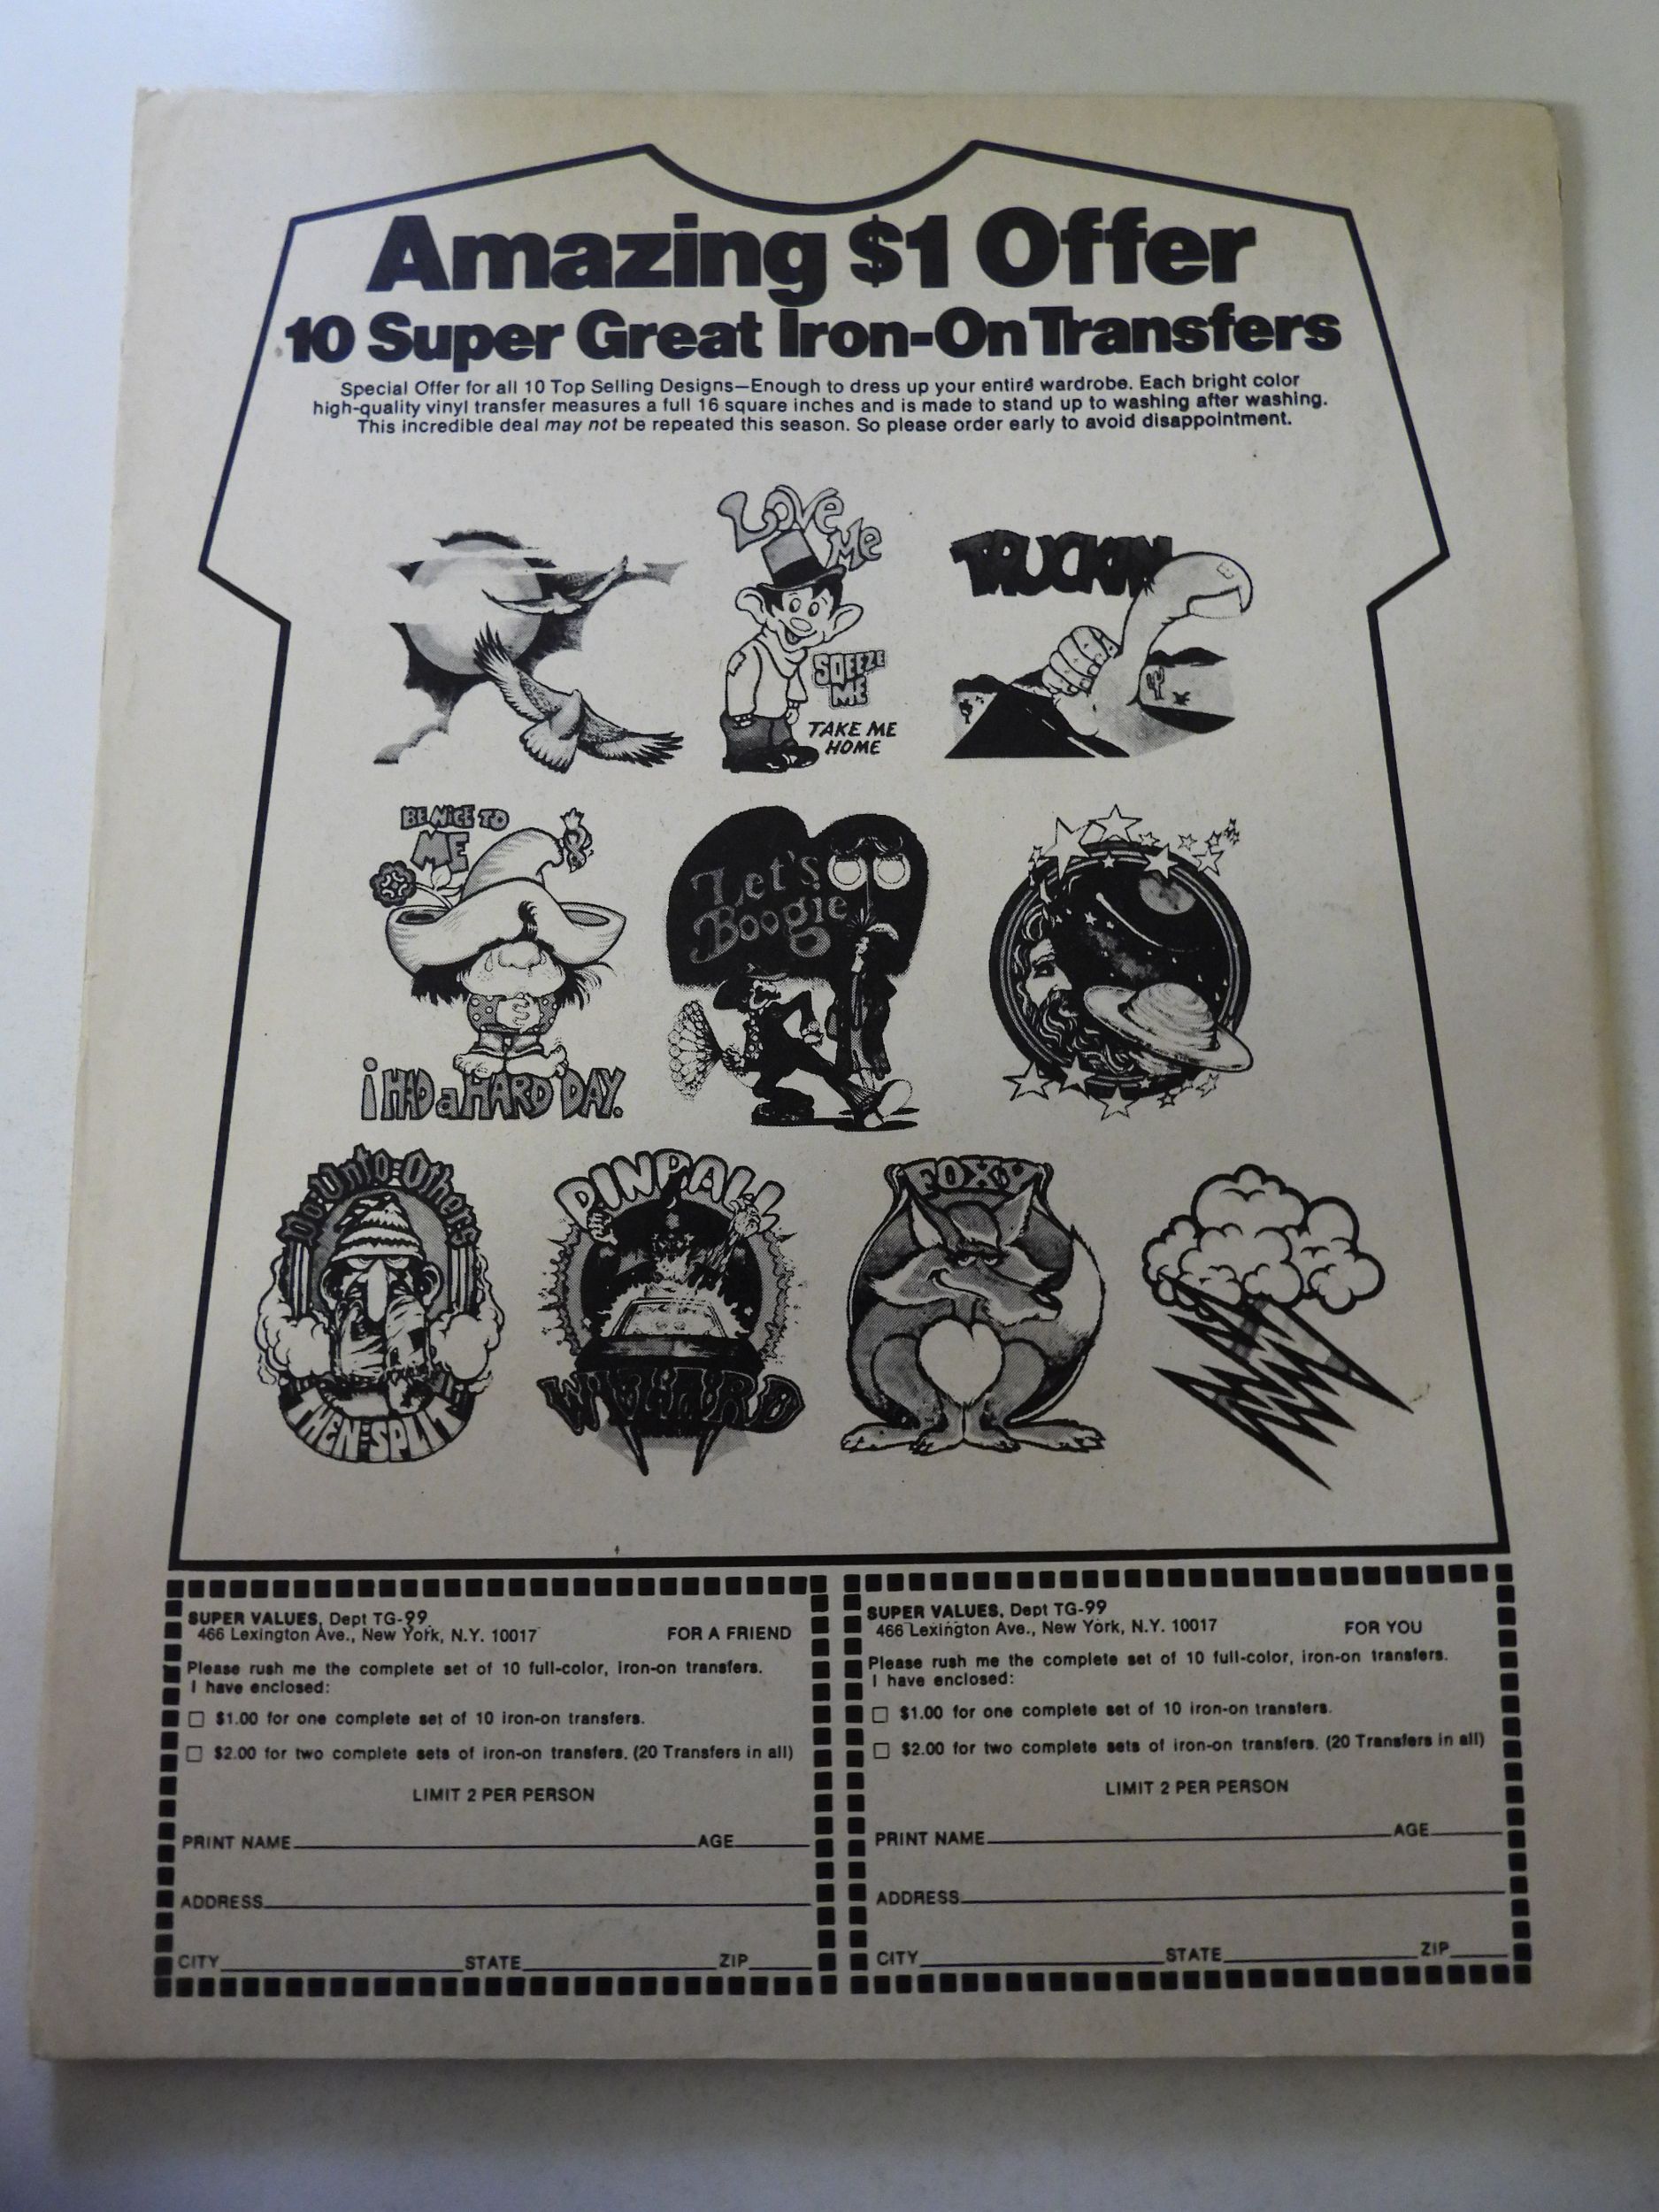 Amazing $1 Offer
10 Super Great Iron-On Transfers
Special Offer for all 10 Top Selling Designs—Enough to dress up your entire wardrobe. Each bright color
high-quality vinyl transfer measures a full 16 square inches and is made to stand up to washing after washing.
This incredible deal may not be repeated this season. So please order early to avoid disappointment.
LOVE
ME
SQEEZE
ME
TAKE ME
HOME
TRUCKIN
BE NICE TO
ME
i HAD a HARD DAY.
Let's
Boogie
Do·Unto·Others
THEN·SPLIT
PINBALL
WIZARD
FOXY
SUPER VALUES, Dept TG-99
466 Lexington Ave., New York, N.Y. 10017
FOR A FRIEND
Please rush me the complete set of 10 full-color, iron-on transfers.
I have enclosed:
☐ $1.00 for one complete set of 10 iron-on transfers.
☐ $2.00 for two complete sets of iron-on transfers. (20 Transfers in all)
LIMIT 2 PER PERSON
PRINT NAME AGE
ADDRESS
CITY STATE ZIP
SUPER VALUES, Dept TG-99
466 Lexington Ave., New York, N.Y. 10017
FOR YOU
Please rush me the complete set of 10 full-color, iron-on transfers.
I have enclosed:
☐ $1.00 for one complete set of 10 iron-on transfers.
☐ $2.00 for two complete sets of iron-on transfers. (20 Transfers in all)
LIMIT 2 PER PERSON
PRINT NAME AGE
ADDRESS
CITY STATE ZIP